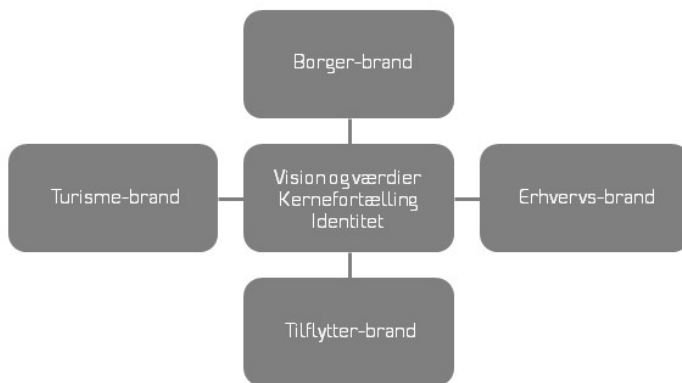 Borger-brand
Turisme-brand
Vision og værdier
Kernefortælling
Identitet
Erhvervs-brand
Tilflytter-brand